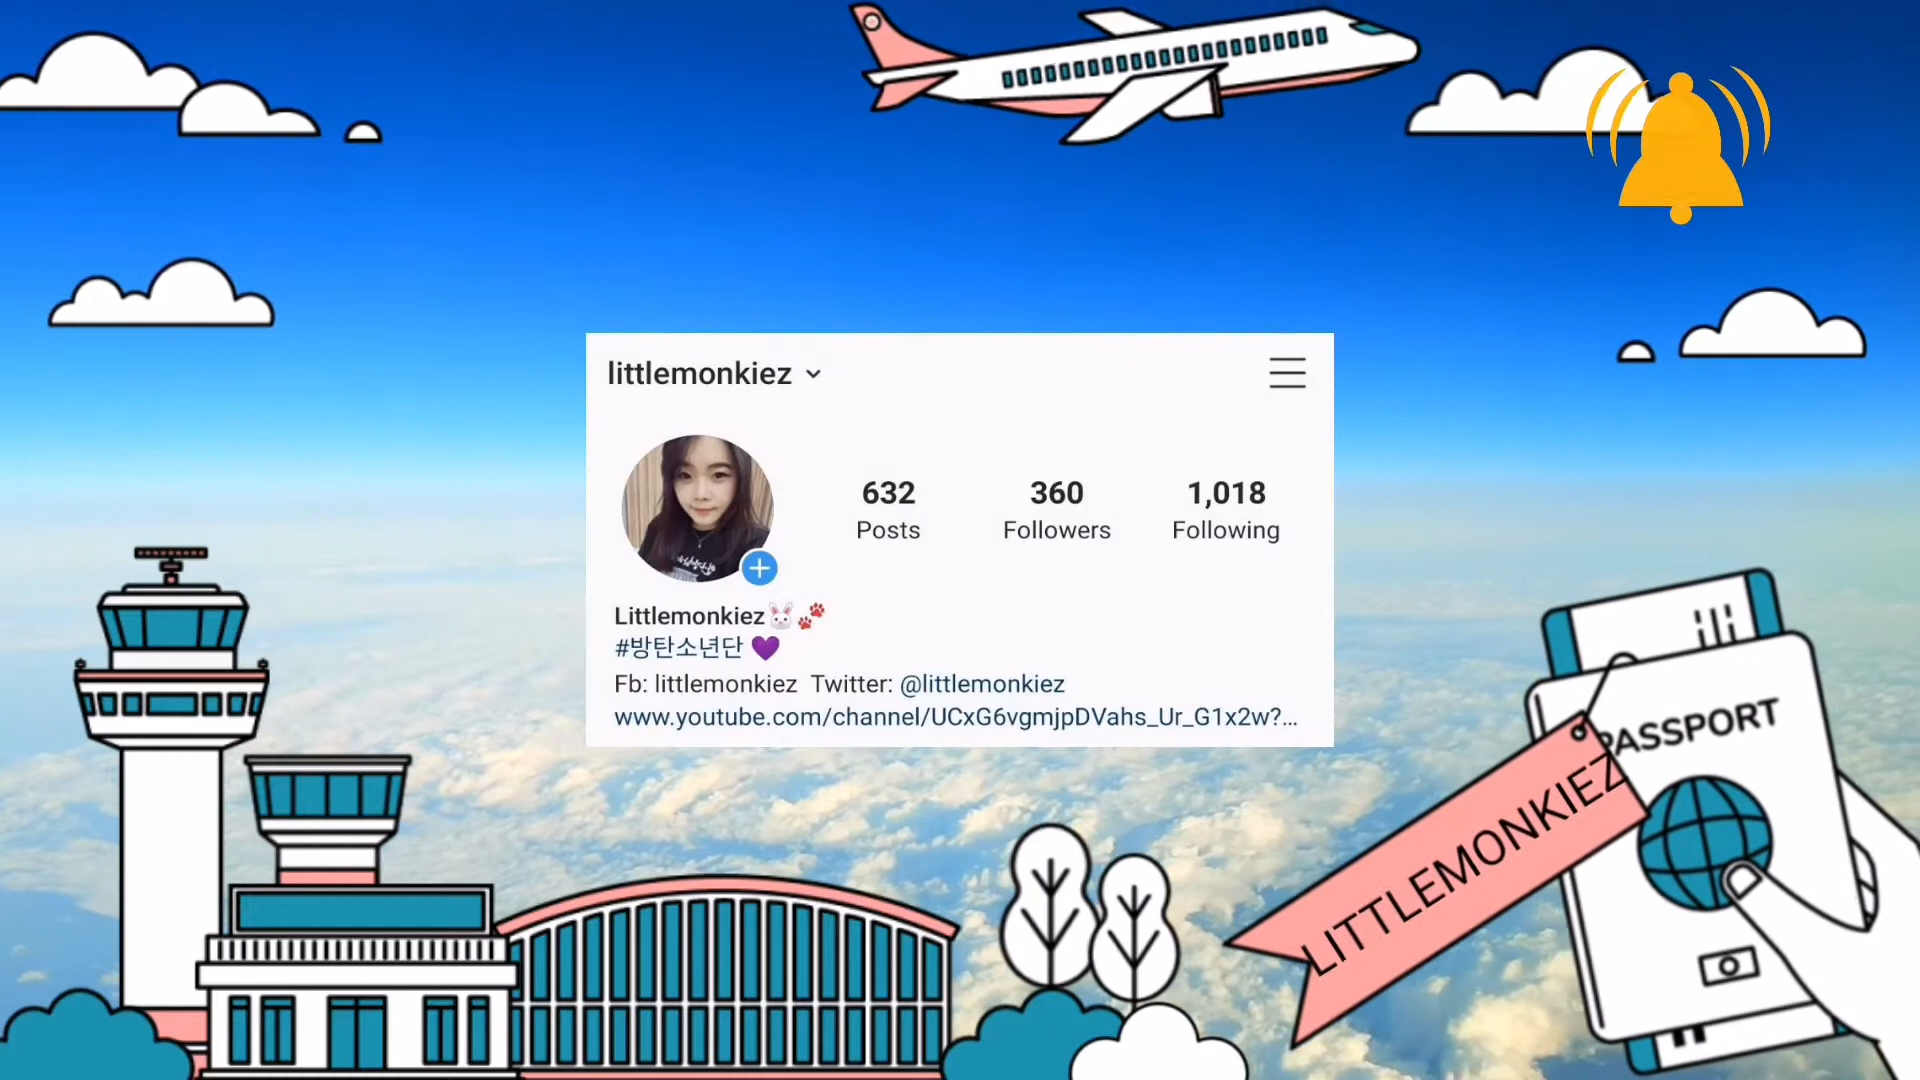 littlemonkiez
632 360 1,018
Posts Followers Following
Littlemonkiez🐰🐾
#방탄소년단 💜
Fb: littlemonkiez Twitter: @littlemonkiez
www.youtube.com/channel/UCxG6vgmjpDVahs_Ur_G1x2w?...
PASSPORT
LITTLEMONKIEZ